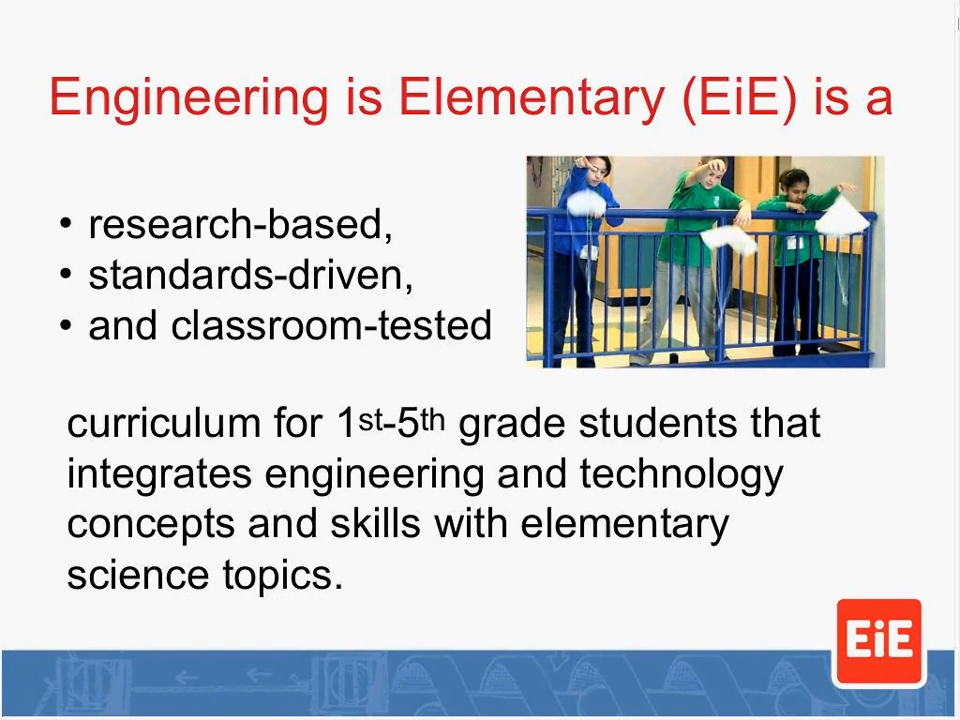 Engineering is Elementary (EiE) is a
• research-based,
• standards-driven,
• and classroom-tested
curriculum for 1st-5th grade students that
integrates engineering and technology
concepts and skills with elementary
science topics.
EiE